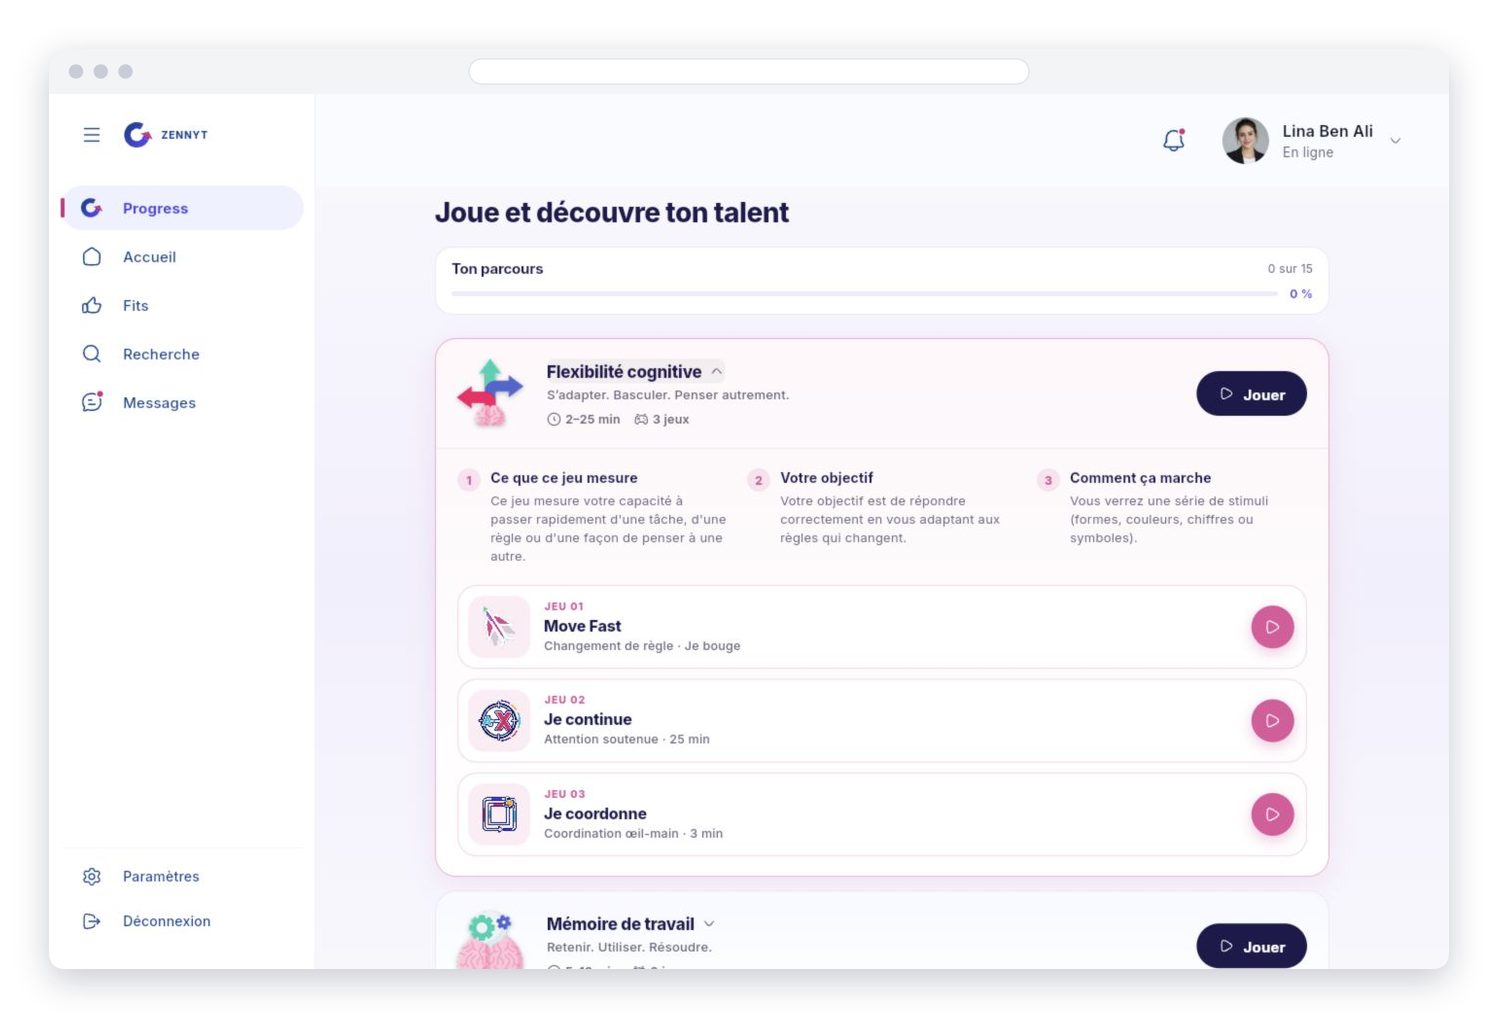 ZENNYT
Lina Ben Ali
En ligne
Progress
Accueil
Fits
Recherche
Messages
Paramètres
Déconnexion
Joue et découvre ton talent
Ton parcours
0 sur 15
0 %
Flexibilité cognitive
S’adapter. Basculer. Penser autrement.
2–25 min 3 jeux
Jouer
1 Ce que ce jeu mesure
Ce jeu mesure votre capacité à
passer rapidement d'une tâche, d'une
règle ou d'une façon de penser à une
autre.
2 Votre objectif
Votre objectif est de répondre
correctement en vous adaptant aux
règles qui changent.
3 Comment ça marche
Vous verrez une série de stimuli
(formes, couleurs, chiffres ou
symboles).
JEU 01
Move Fast
Changement de règle · Je bouge
JEU 02
Je continue
Attention soutenue · 25 min
JEU 03
Je coordonne
Coordination œil-main · 3 min
Mémoire de travail
Retenir. Utiliser. Résoudre.
Jouer